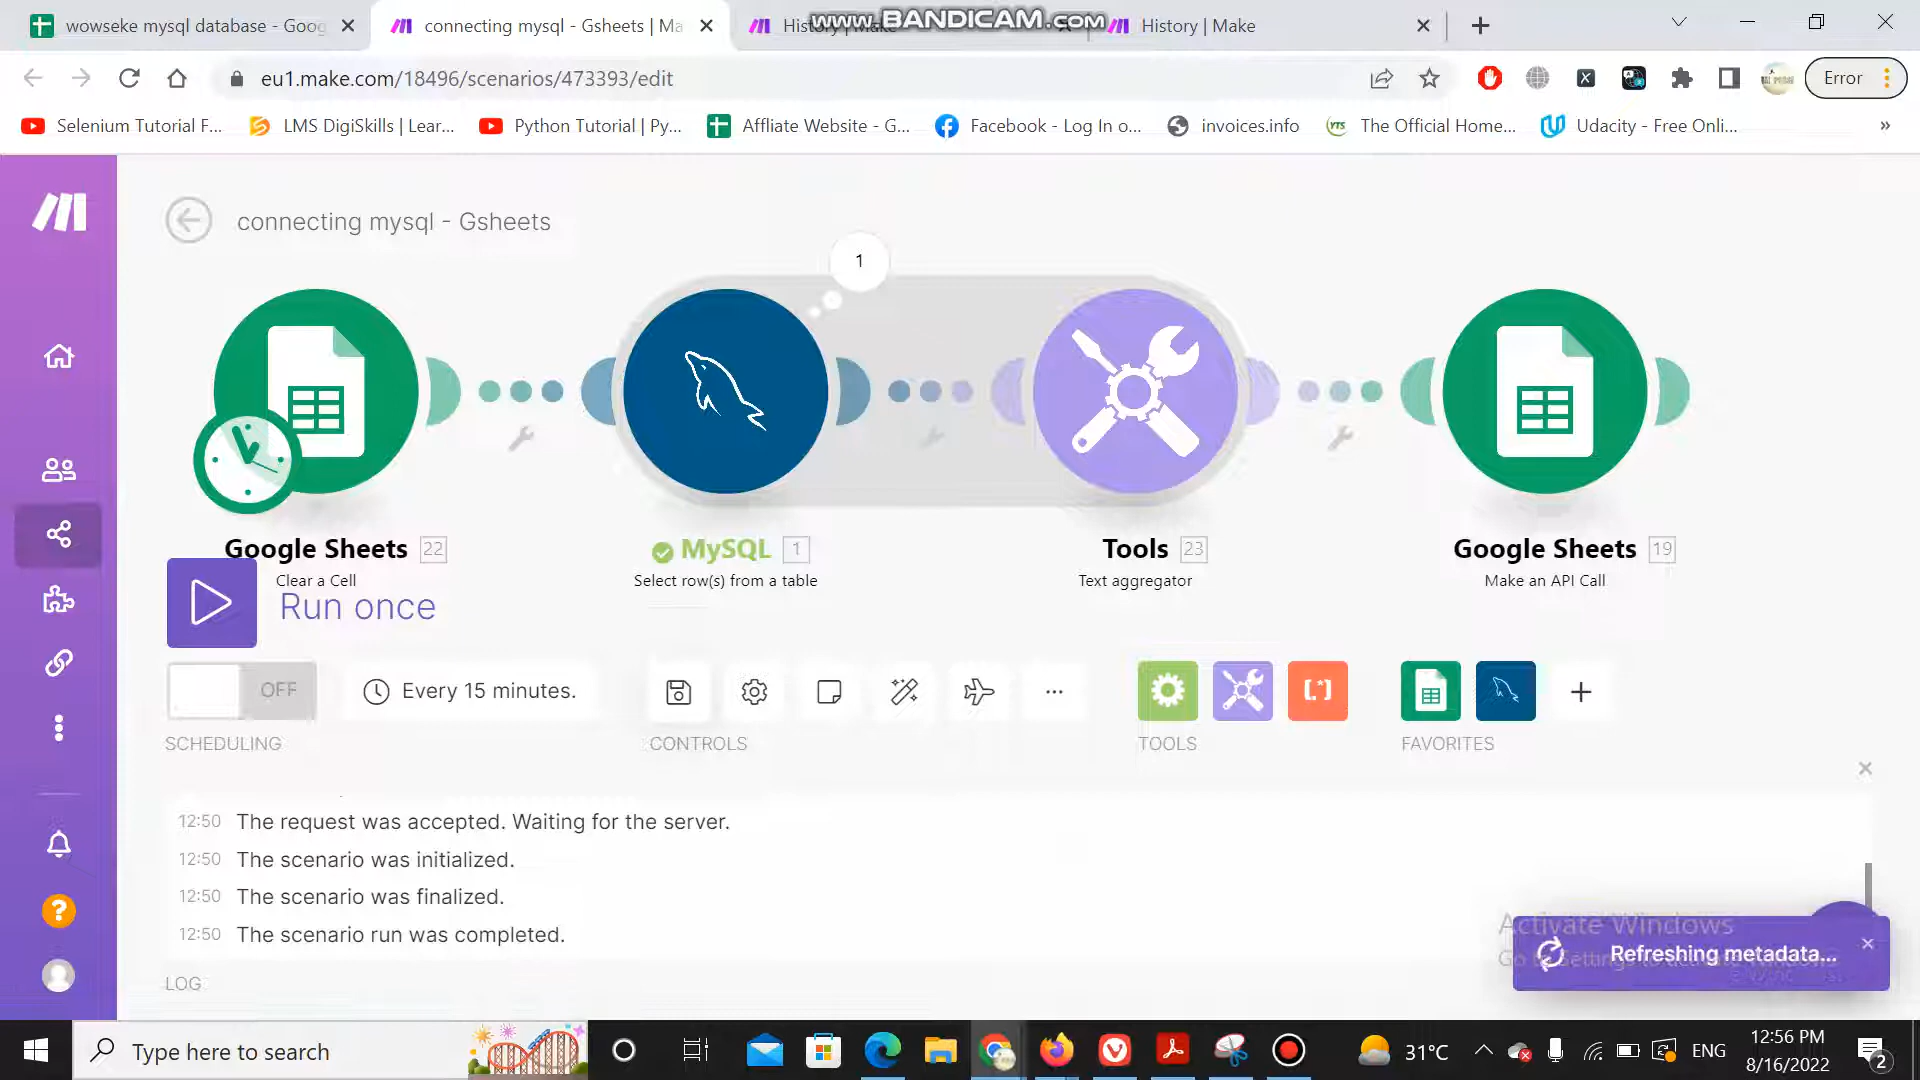 wowseke mysql database - Goog
connecting mysql - Gsheets | Ma
History | Make
www.BANDICAM.com
History | Make
eu1.make.com/18496/scenarios/473393/edit
Error
Selenium Tutorial F...
LMS DigiSkills | Lear...
Python Tutorial | Py...
Affliate Website - G...
Facebook - Log In o...
invoices.info
The Official Home...
Udacity - Free Onli...
connecting mysql - Gsheets
1
Google Sheets 22
Clear a Cell
MySQL 1
Select row(s) from a table
Tools 23
Text aggregator
Google Sheets 19
Make an API Call
Run once
OFF
Every 15 minutes.
SCHEDULING
CONTROLS
TOOLS
FAVORITES
12:50 The request was accepted. Waiting for the server.
12:50 The scenario was initialized.
12:50 The scenario was finalized.
12:50 The scenario run was completed.
LOG
Activate Windows
Refreshing metadata...
Type here to search
31°C
ENG
12:56 PM
8/16/2022
2